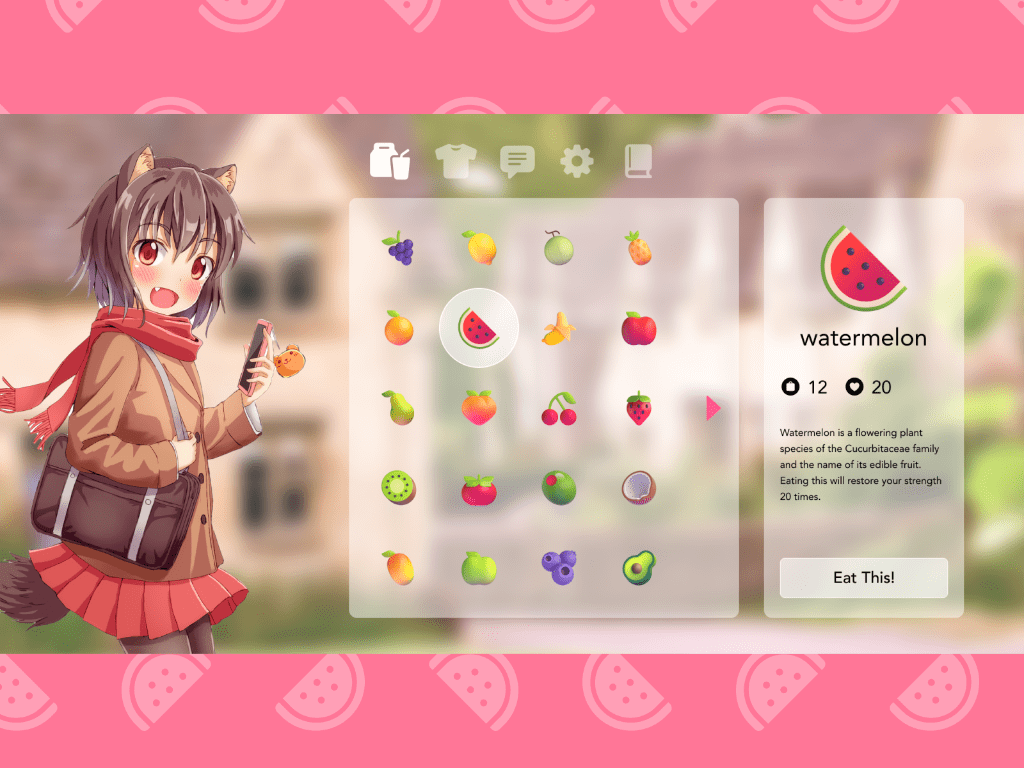 watermelon
12 20
Watermelon is a flowering plant
species of the Cucurbitaceae family
and the name of its edible fruit.
Eating this will restore your strength
20 times.
Eat This!